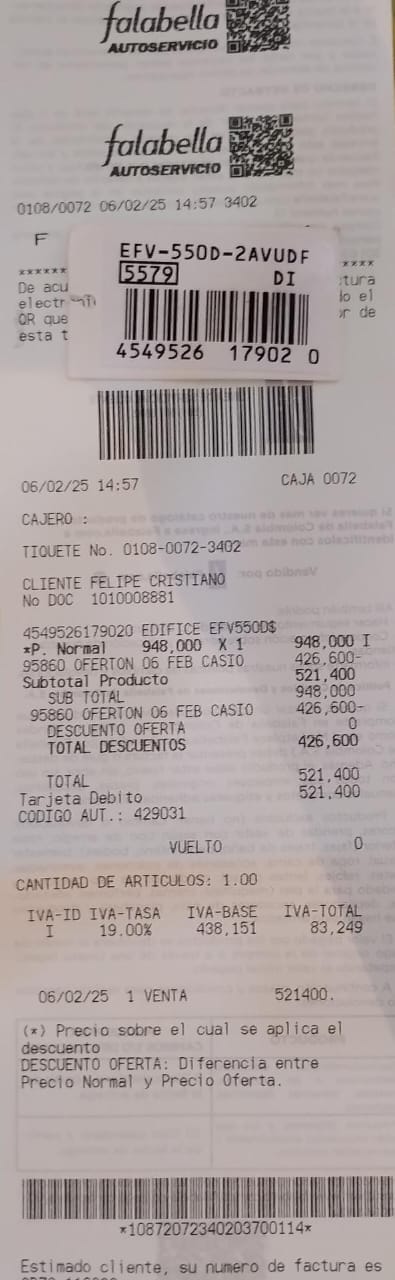 falabella
AUTOSERVICIO
falabella
AUTOSERVICIO
0108/0072 06/02/25 14:57 3402
F
EFV-550D-2AVUDF
5579 DI
4549526 17902 0
De acu
electr do el
QR que or de
esta t
06/02/25 14:57 CAJA 0072
CAJERO :
TIQUETE No. 0108-0072-3402
CLIENTE FELIPE CRISTIANO
No DOC 1010008881
4549526179020 EDIFICE EFV550D$
*P. Normal 948,000 X 1 948,000 I
95860 OFERTON 06 FEB CASIO 426,600-
Subtotal Producto 521,400
SUB TOTAL 948,000
95860 OFERTON 06 FEB CASIO 426,600-
DESCUENTO OFERTA 0
TOTAL DESCUENTOS 426,600
TOTAL 521,400
Tarjeta Debito 521,400
CODIGO AUT.: 429031
VUELTO 0
CANTIDAD DE ARTICULOS: 1.00
IVA-ID IVA-TASA IVA-BASE IVA-TOTAL
I 19.00% 438,151 83,249
06/02/25 1 VENTA 521400.
(*) Precio sobre el cual se aplica el
descuento
DESCUENTO OFERTA: Diferencia entre
Precio Normal y Precio Oferta.
*10872072340203700114*
Estimado cliente, su numero de factura es